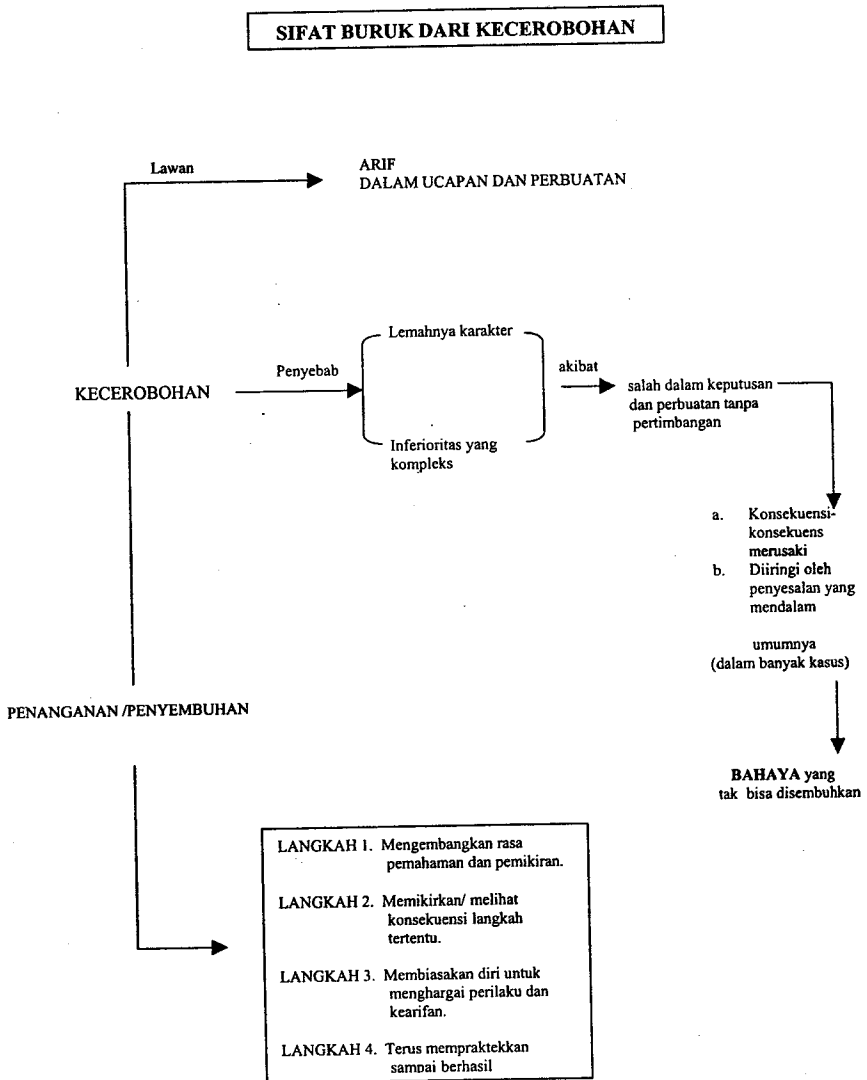 SIFAT BURUK DARI KECEROBOHAN
Lawan
ARIF
DALAM UCAPAN DAN PERBUATAN
KECEROBOHAN
Penyebab
Lemahnya karakter
Inferioritas yang
kompleks
akibat
salah dalam keputusan
dan perbuatan tanpa
pertimbangan
a. Konsekuensi-
konsekuens
merusaki
b. Diiringi oleh
penyesalan yang
mendalam
umumnya
(dalam banyak kasus)
BAHAYA yang
tak bisa disembuhkan
PENANGANAN /PENYEMBUHAN
LANGKAH 1. Mengembangkan rasa
pemahaman dan pemikiran.
LANGKAH 2. Memikirkan/ melihat
konsekuensi langkah
tertentu.
LANGKAH 3. Membiasakan diri untuk
menghargai perilaku dan
kearifan.
LANGKAH 4. Terus mempraktekkan
sampai berhasil